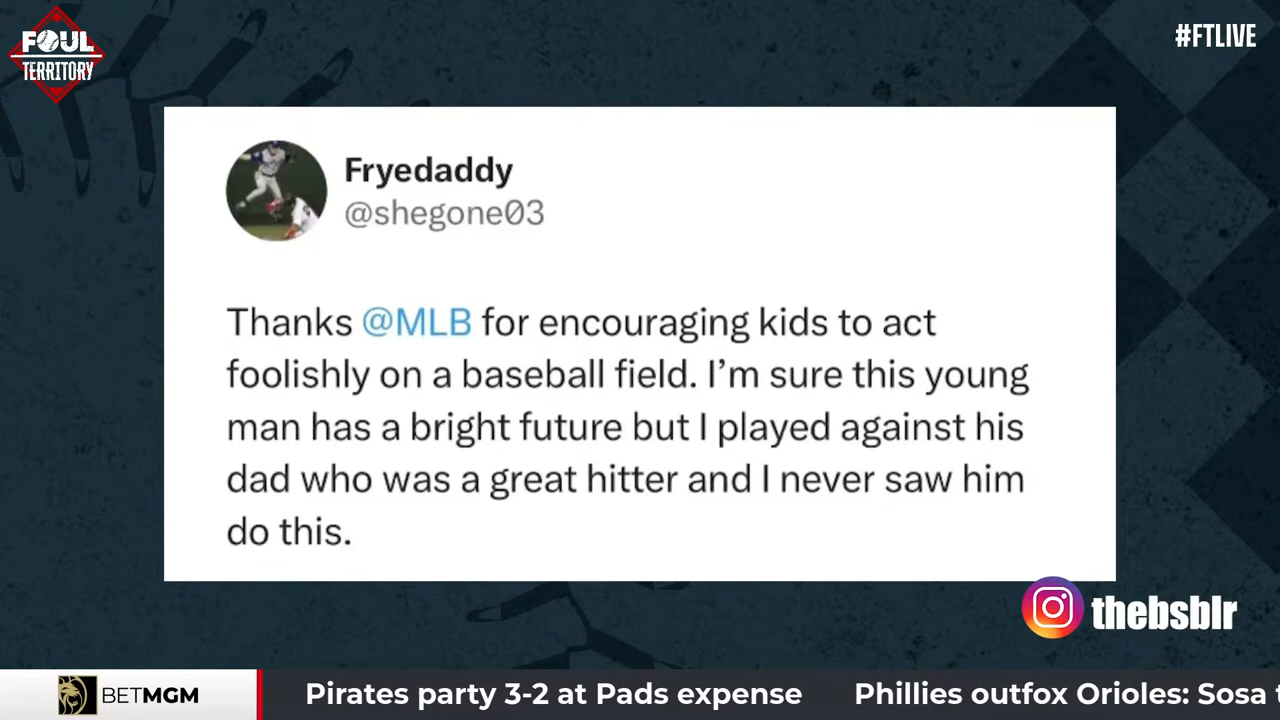 FOUL
TERRITORY
#FTLIVE
Fryedaddy
@shegone03
Thanks @MLB for encouraging kids to act
foolishly on a baseball field. I’m sure this young
man has a bright future but I played against his
dad who was a great hitter and I never saw him
do this.
thebsblr
BETMGM
Pirates party 3-2 at Pads expense
Phillies outfox Orioles: Sosa